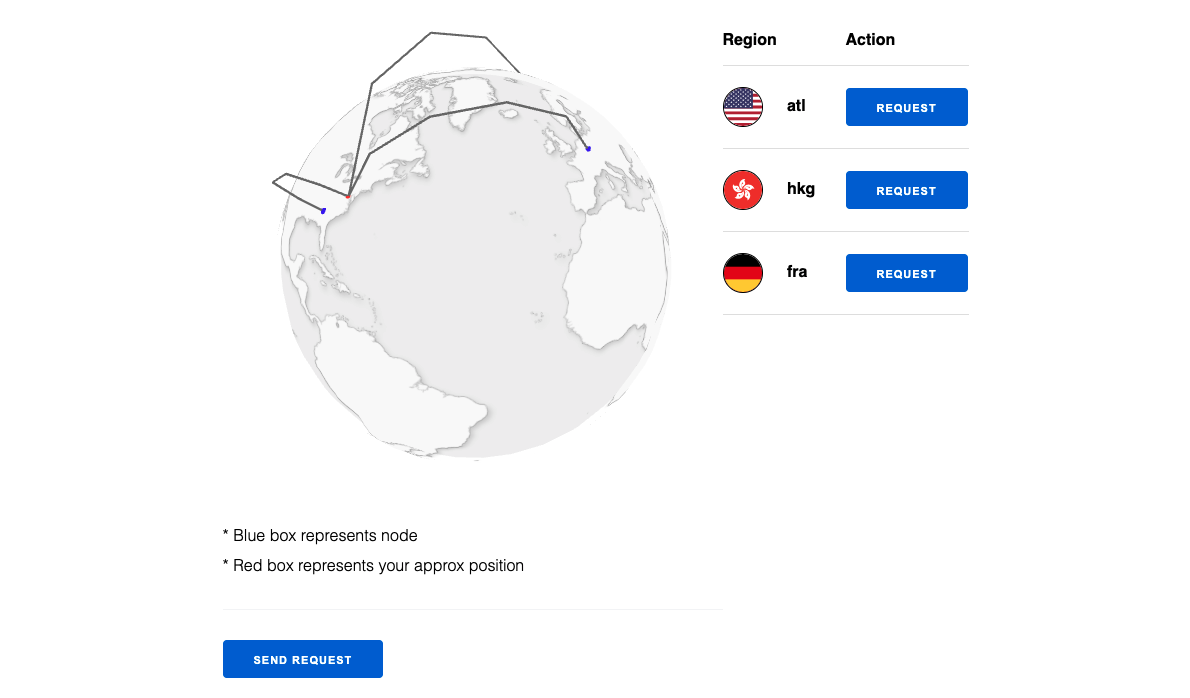 Region Action
atl REQUEST
hkg REQUEST
fra REQUEST
* Blue box represents node
* Red box represents your approx position
SEND REQUEST